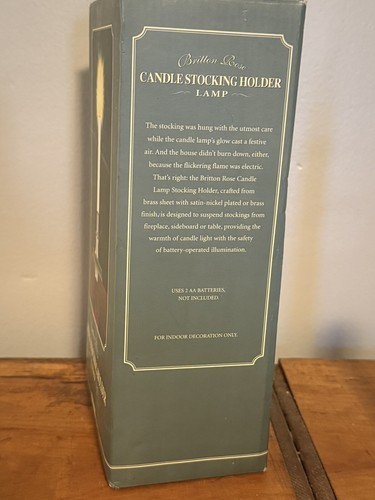 Britton Rose
CANDLE STOCKING HOLDER
LAMP
The stocking was hung with the utmost care
while the candle lamp's glow cast a festive
air. And the house didn't burn down, either,
because the flickering flame was electric.
That's right: the Britton Rose Candle
Lamp Stocking Holder, crafted from
brass sheet with satin-nickel plated or brass
finish, is designed to suspend stockings from
fireplace, sideboard or table, providing the
warmth of candle light with the safety
of battery-operated illumination.
USES 2 AA BATTERIES,
NOT INCLUDED.
FOR INDOOR DECORATION ONLY.